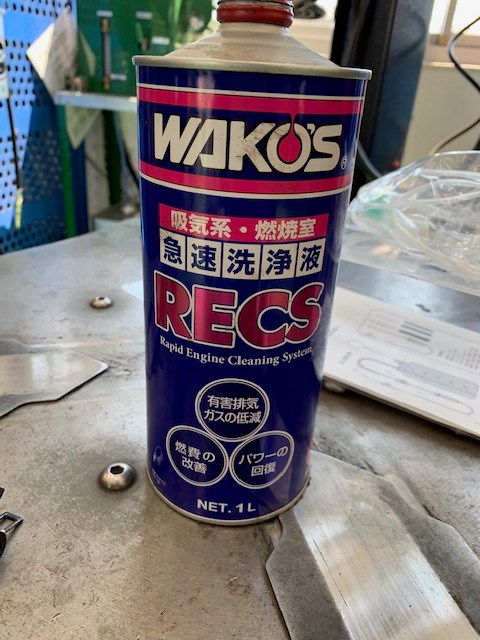 WAKO'S
吸気系・燃焼室
急速洗浄液
RECS
Rapid Engine Cleaning System
有害排気
ガスの低減
燃費の
改善
パワーの
回復
NET. 1L